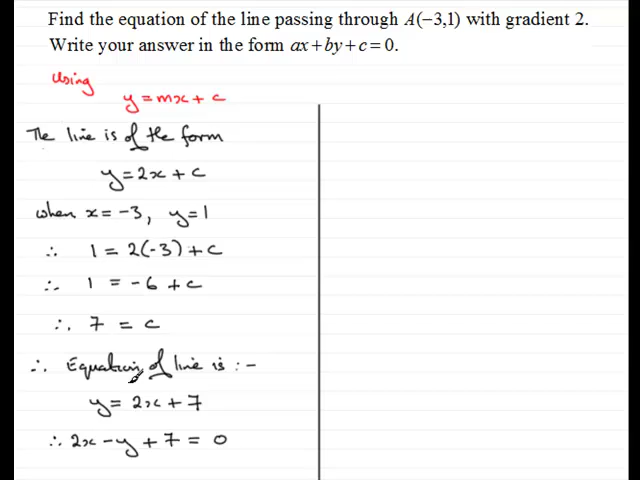 Find the equation of the line passing through A(−3,1) with gradient 2.
Write your answer in the form ax+by+c=0.
Using
y = mx + c
The line is of the form
y = 2x + c
when x = -3, y = 1
∴ 1 = 2(-3) + c
∴ 1 = -6 + c
∴ 7 = c
∴ Equation of line is :-
y = 2x + 7
∴ 2x - y + 7 = 0